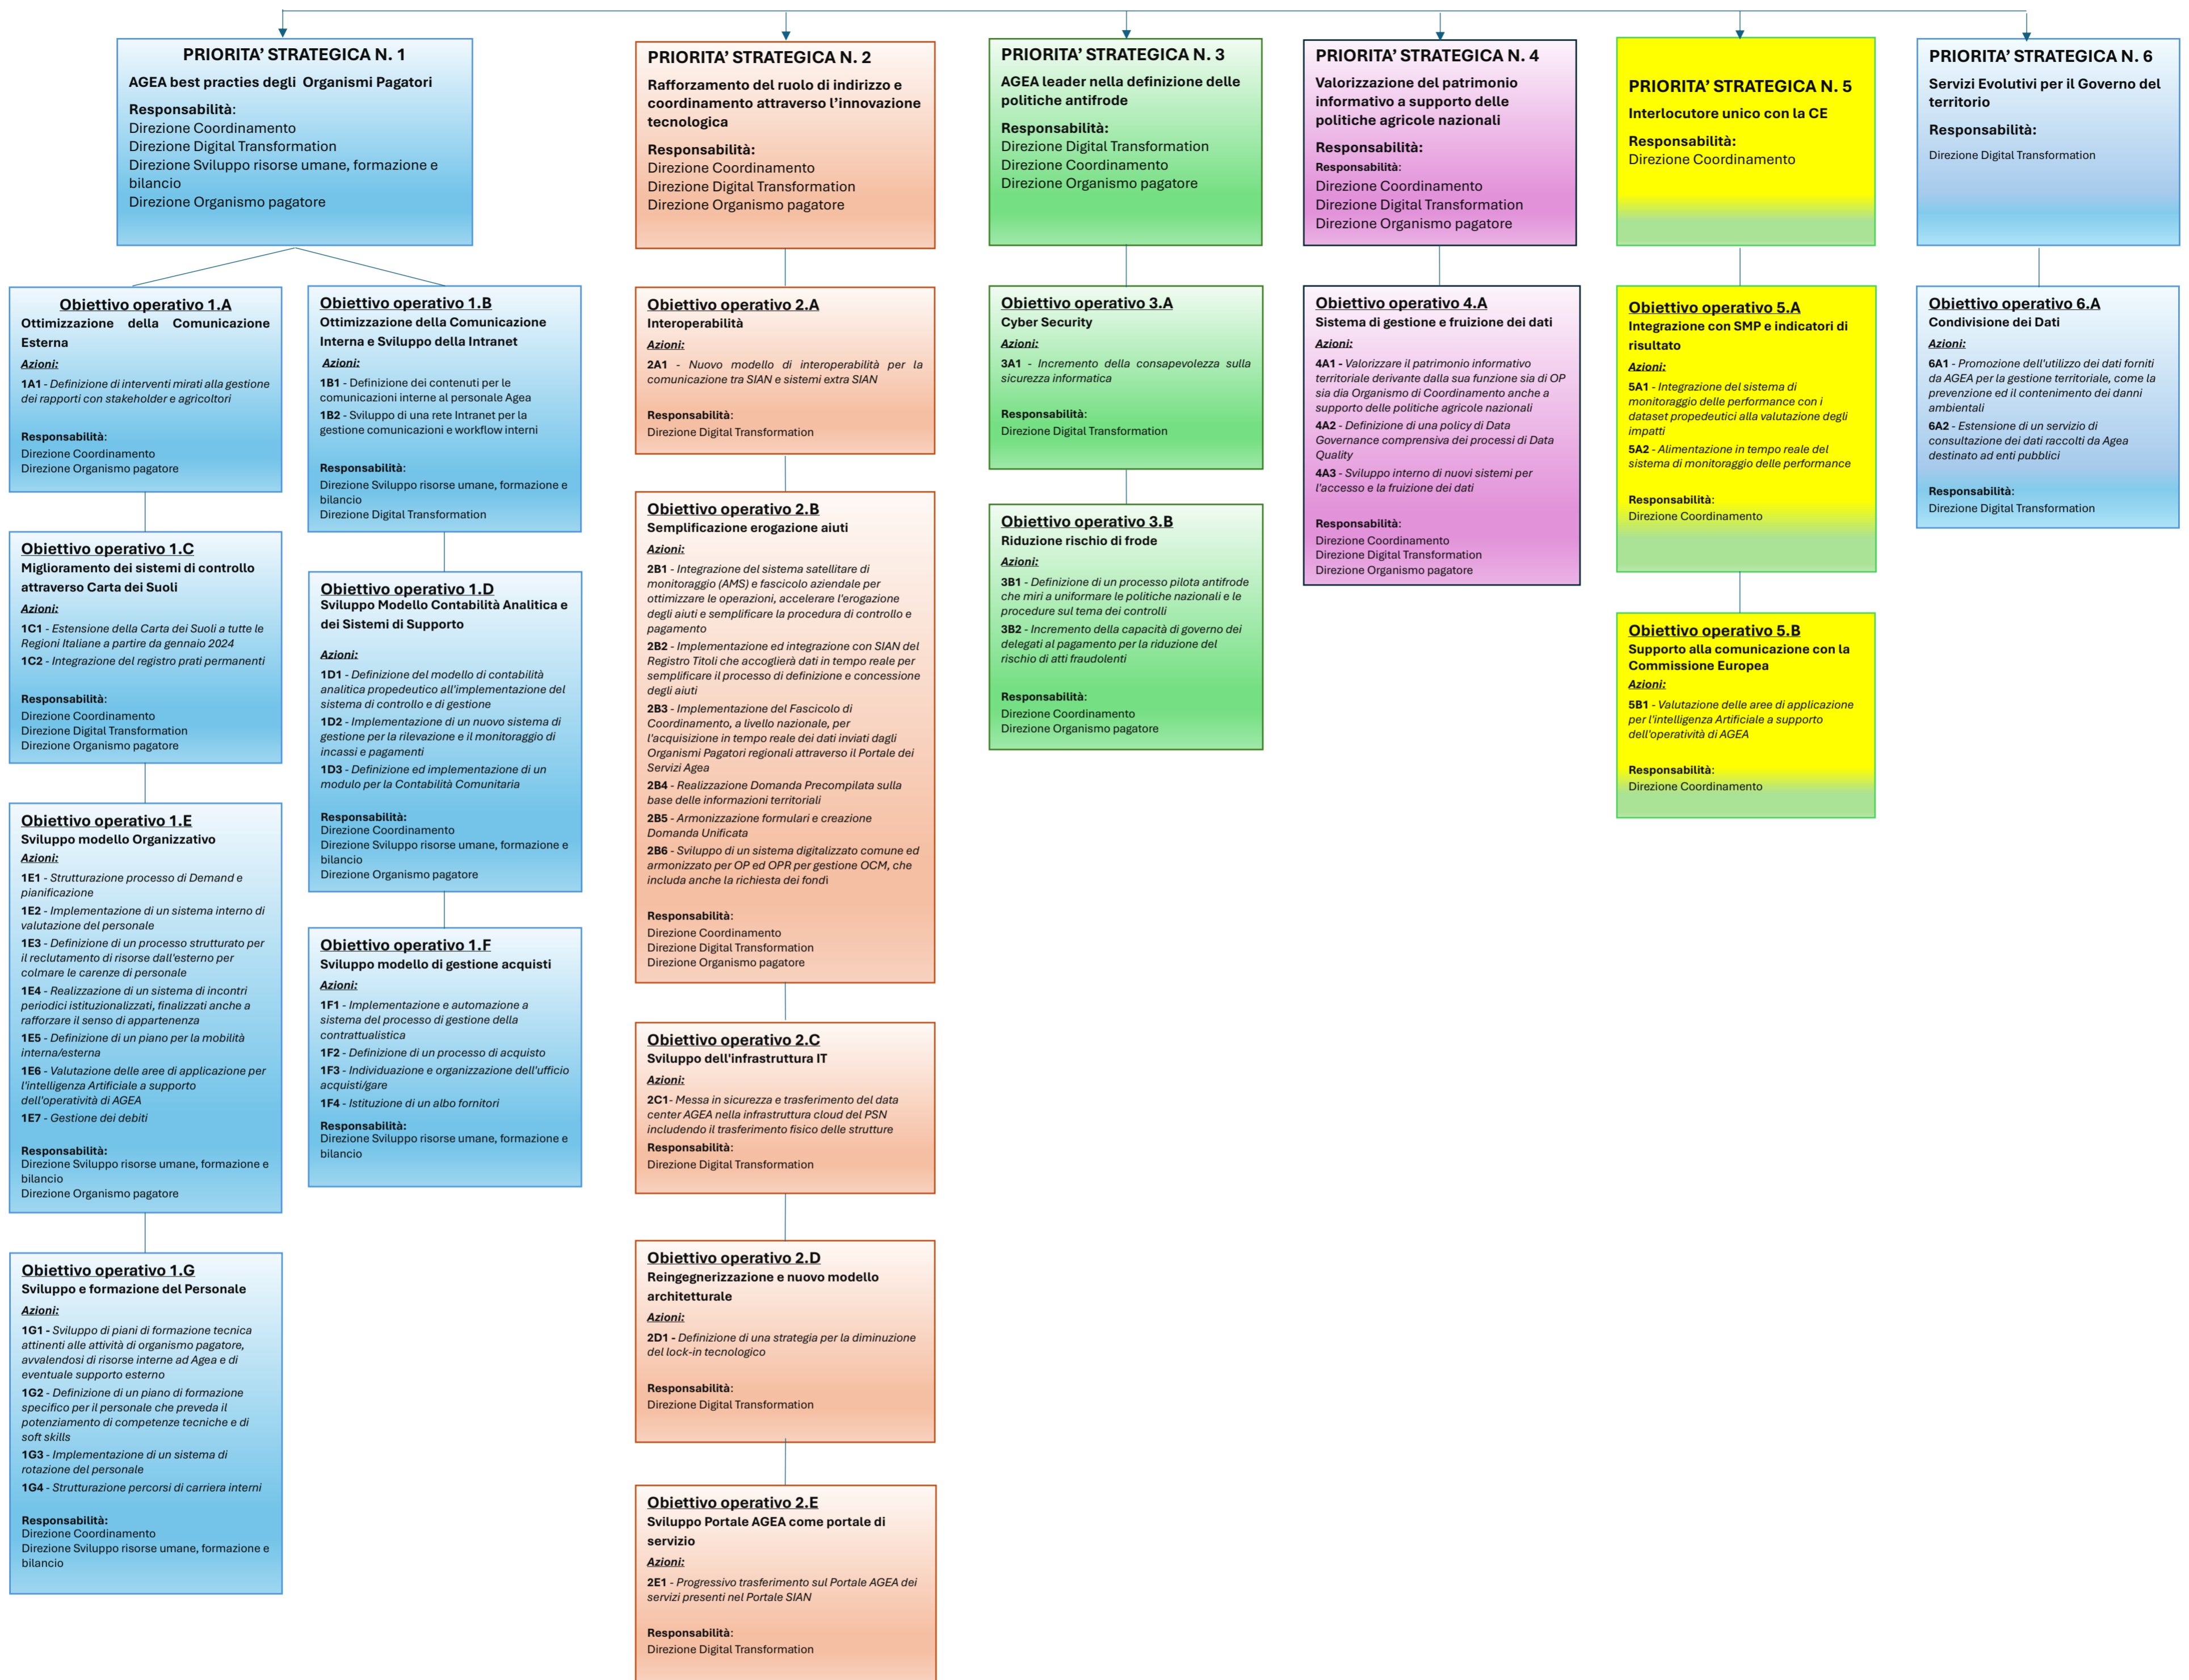 PRIORITA’ STRATEGICA N. 1
AGEA best practies degli Organismi Pagatori
Responsabilità:
Direzione Coordinamento
Direzione Digital Transformation
Direzione Sviluppo risorse umane, formazione e
bilancio
Direzione Organismo pagatore
PRIORITA’ STRATEGICA N. 2
Rafforzamento del ruolo di indirizzo e
coordinamento attraverso l’innovazione
tecnologica
Responsabilità:
Direzione Coordinamento
Direzione Digital Transformation
Direzione Organismo pagatore
PRIORITA’ STRATEGICA N. 3
AGEA leader nella definizione delle
politiche antifrode
Responsabilità:
Direzione Digital Transformation
Direzione Coordinamento
Direzione Organismo pagatore
PRIORITA’ STRATEGICA N. 4
Valorizzazione del patrimonio
informativo a supporto delle
politiche agricole nazionali
Responsabilità:
Responsabilità:
Direzione Coordinamento
Direzione Digital Transformation
Direzione Organismo pagatore
PRIORITA’ STRATEGICA N. 5
Interlocutore unico con la CE
Responsabilità:
Direzione Coordinamento
PRIORITA’ STRATEGICA N. 6
Servizi Evolutivi per il Governo del
territorio
Responsabilità:
Direzione Digital Transformation
Obiettivo operativo 1.A
Ottimizzazione della Comunicazione
Esterna
Azioni:
1A1 - Definizione di interventi mirati alla gestione
dei rapporti con stakeholder e agricoltori
Responsabilità:
Direzione Coordinamento
Direzione Organismo pagatore
Obiettivo operativo 1.B
Ottimizzazione della Comunicazione
Interna e Sviluppo della Intranet
Azioni:
1B1 - Definizione dei contenuti per le
comunicazioni interne al personale Agea
1B2 - Sviluppo di una rete Intranet per la
gestione comunicazioni e workflow interni
Responsabilità:
Direzione Sviluppo risorse umane, formazione e
bilancio
Direzione Digital Transformation
Obiettivo operativo 1.C
Miglioramento dei sistemi di controllo
attraverso Carta dei Suoli
Azioni:
1C1 - Estensione della Carta dei Suoli a tutte le
Regioni Italiane a partire da gennaio 2024
1C2 - Integrazione del registro prati permanenti
Responsabilità:
Direzione Coordinamento
Direzione Digital Transformation
Direzione Organismo pagatore
Obiettivo operativo 1.D
Sviluppo Modello Contabilità Analitica e
dei Sistemi di Supporto
Azioni:
1D1 - Definizione del modello di contabilità
analitica propedeutico all'implementazione del
sistema di controllo e di gestione
1D2 - Implementazione di un nuovo sistema di
gestione per la rilevazione e il monitoraggio di
incassi e pagamenti
1D3 - Definizione ed implementazione di un
modulo per la Contabilità Comunitaria
Responsabilità:
Direzione Coordinamento
Direzione Sviluppo risorse umane, formazione e
bilancio
Direzione Organismo pagatore
Obiettivo operativo 1.E
Sviluppo modello Organizzativo
Azioni:
1E1 - Strutturazione processo di Demand e
pianificazione
1E2 - Implementazione di un sistema interno di
valutazione del personale
1E3 - Definizione di un processo strutturato per
il reclutamento di risorse dall'esterno per
colmare le carenze di personale
1E4 - Realizzazione di un sistema di incontri
periodici istituzionalizzati, finalizzati anche a
rafforzare il senso di appartenenza
1E5 - Definizione di un piano per la mobilità
interna/esterna
1E6 - Valutazione delle aree di applicazione per
l'intelligenza Artificiale a supporto
dell'operatività di AGEA
1E7 - Gestione dei debiti
Responsabilità:
Direzione Sviluppo risorse umane, formazione e
bilancio
Direzione Organismo pagatore
Obiettivo operativo 1.F
Sviluppo modello di gestione acquisti
Azioni:
1F1 - Implementazione e automazione a
sistema del processo di gestione della
contrattualistica
1F2 - Definizione di un processo di acquisto
1F3 - Individuazione e organizzazione dell'ufficio
acquisti/gare
1F4 - Istituzione di un albo fornitori
Responsabilità:
Direzione Sviluppo risorse umane, formazione e
bilancio
Obiettivo operativo 1.G
Sviluppo e formazione del Personale
Azioni:
1G1 - Sviluppo di piani di formazione tecnica
attinenti alle attività di organismo pagatore,
avvalendosi di risorse interne ad Agea e di
eventuale supporto esterno
1G2 - Definizione di un piano di formazione
specifico per il personale che preveda il
potenziamento di competenze tecniche e di
soft skills
1G3 - Implementazione di un sistema di
rotazione del personale
1G4 - Strutturazione percorsi di carriera interni
Responsabilità:
Direzione Coordinamento
Direzione Sviluppo risorse umane, formazione e
bilancio
Obiettivo operativo 2.A
Interoperabilità
Azioni:
2A1 - Nuovo modello di interoperabilità per la
comunicazione tra SIAN e sistemi extra SIAN
Responsabilità:
Direzione Digital Transformation
Obiettivo operativo 2.B
Semplificazione erogazione aiuti
Azioni:
2B1 - Integrazione del sistema satellitare di
monitoraggio (AMS) e fascicolo aziendale per
ottimizzare le operazioni, accelerare l'erogazione
degli aiuti e semplificare la procedura di controllo e
pagamento
2B2 - Implementazione ed integrazione con SIAN del
Registro Titoli che accoglierà dati in tempo reale per
semplificare il processo di definizione e concessione
degli aiuti
2B3 - Implementazione del Fascicolo di
Coordinamento, a livello nazionale, per
l'acquisizione in tempo reale dei dati inviati dagli
Organismi Pagatori regionali attraverso il Portale dei
Servizi Agea
2B4 - Realizzazione Domanda Precompilata sulla
base delle informazioni territoriali
2B5 - Armonizzazione formulari e creazione
Domanda Unificata
2B6 - Sviluppo di un sistema digitalizzato comune ed
armonizzato per OP ed OPR per gestione OCM, che
includa anche la richiesta dei fondi
Responsabilità:
Direzione Coordinamento
Direzione Digital Transformation
Direzione Organismo pagatore
Obiettivo operativo 2.C
Sviluppo dell'infrastruttura IT
Azioni:
2C1- Messa in sicurezza e trasferimento del data
center AGEA nella infrastruttura cloud del PSN
includendo il trasferimento fisico delle strutture
Responsabilità:
Direzione Digital Transformation
Obiettivo operativo 2.D
Reingegnerizzazione e nuovo modello
architetturale
Azioni:
2D1 - Definizione di una strategia per la diminuzione
del lock-in tecnologico
Responsabilità:
Direzione Digital Transformation
Obiettivo operativo 2.E
Sviluppo Portale AGEA come portale di
servizio
Azioni:
2E1 - Progressivo trasferimento sul Portale AGEA dei
servizi presenti nel Portale SIAN
Responsabilità:
Direzione Digital Transformation
Obiettivo operativo 3.A
Cyber Security
Azioni:
3A1 - Incremento della consapevolezza sulla
sicurezza informatica
Responsabilità:
Direzione Digital Transformation
Obiettivo operativo 3.B
Riduzione rischio di frode
Azioni:
3B1 - Definizione di un processo pilota antifrode
che miri a uniformare le politiche nazionali e le
procedure sul tema dei controlli
3B2 - Incremento della capacità di governo dei
delegati al pagamento per la riduzione del
rischio di atti fraudolenti
Responsabilità:
Direzione Coordinamento
Direzione Organismo pagatore
Obiettivo operativo 4.A
Sistema di gestione e fruizione dei dati
Azioni:
4A1 - Valorizzare il patrimonio informativo
territoriale derivante dalla sua funzione sia di OP
sia dia Organismo di Coordinamento anche a
supporto delle politiche agricole nazionali
4A2 - Definizione di una policy di Data
Governance comprensiva dei processi di Data
Quality
4A3 - Sviluppo interno di nuovi sistemi per
l'accesso e la fruizione dei dati
Responsabilità:
Direzione Coordinamento
Direzione Digital Transformation
Direzione Organismo pagatore
Obiettivo operativo 5.A
Integrazione con SMP e indicatori di
risultato
Azioni:
5A1 - Integrazione del sistema di
monitoraggio delle performance con i
dataset propedeutici alla valutazione degli
impatti
5A2 - Alimentazione in tempo reale del
sistema di monitoraggio delle performance
Responsabilità:
Direzione Coordinamento
Obiettivo operativo 5.B
Supporto alla comunicazione con la
Commissione Europea
Azioni:
5B1 - Valutazione delle aree di applicazione
per l'intelligenza Artificiale a supporto
dell'operatività di AGEA
Responsabilità:
Direzione Coordinamento
Obiettivo operativo 6.A
Condivisione dei Dati
Azioni:
6A1 - Promozione dell'utilizzo dei dati forniti
da AGEA per la gestione territoriale, come la
prevenzione ed il contenimento dei danni
ambientali
6A2 - Estensione di un servizio di
consultazione dei dati raccolti da Agea
destinato ad enti pubblici
Responsabilità:
Direzione Digital Transformation